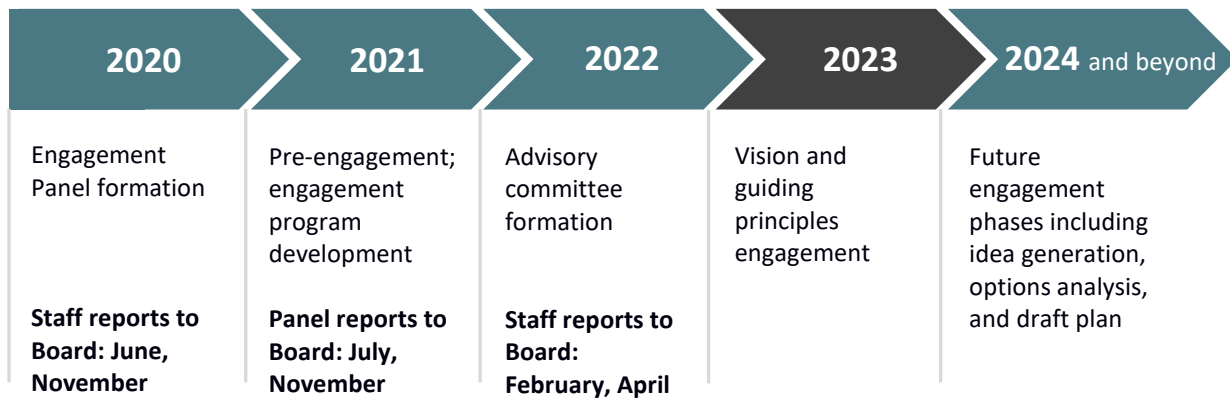 2020
2021
2022
2023
2024 and beyond
Engagement
Panel formation
Staff reports to
Board: June,
November
Pre-engagement;
engagement
program
development
Panel reports to
Board: July,
November
Advisory
committee
formation
Staff reports to
Board:
February, April
Vision and
guiding
principles
engagement
Future
engagement
phases including
idea generation,
options analysis,
and draft plan